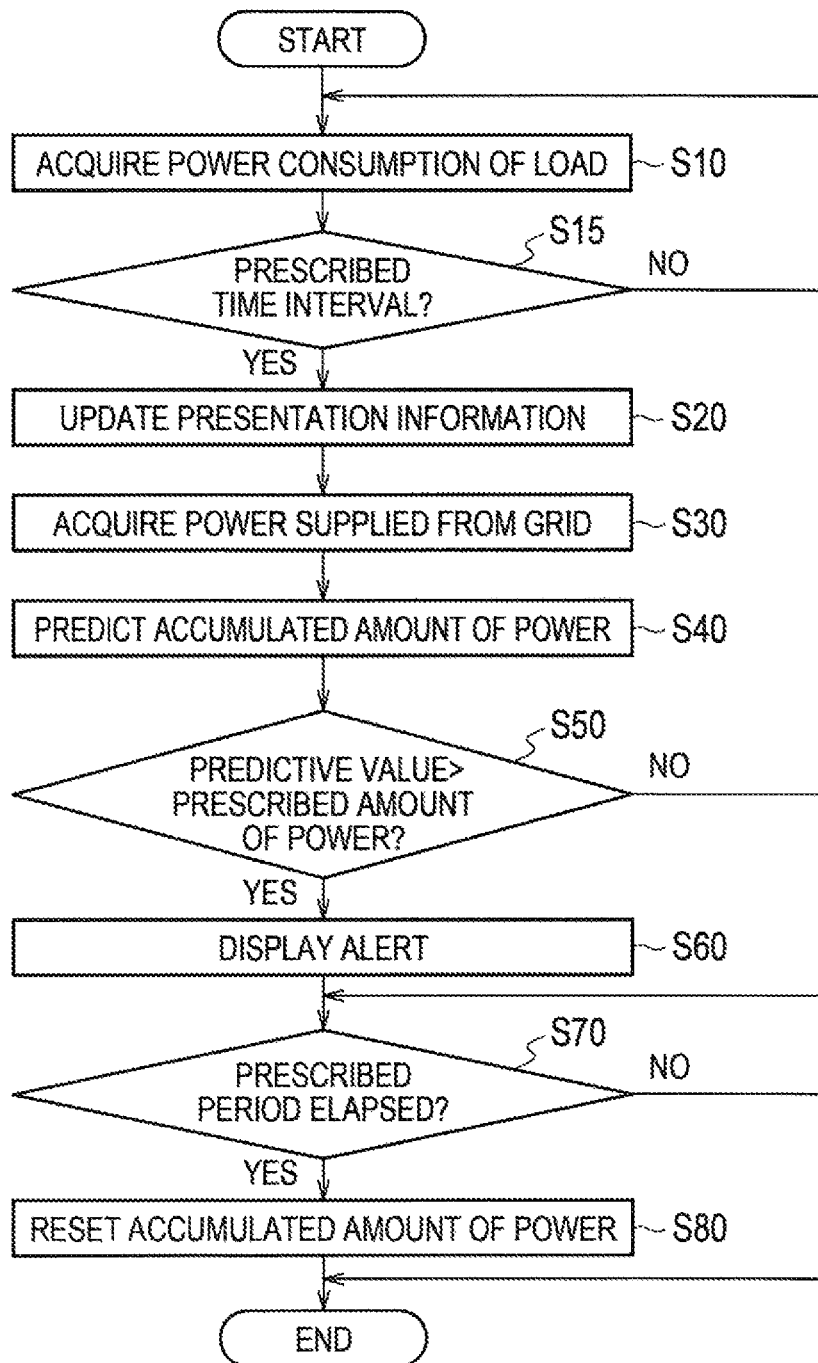 START
ACQUIRE POWER CONSUMPTION OF LOAD
S10
S15
PRESCRIBED
TIME INTERVAL?
NO
YES
UPDATE PRESENTATION INFORMATION
S20
ACQUIRE POWER SUPPLIED FROM GRID
S30
PREDICT ACCUMULATED AMOUNT OF POWER
S40
S50
PREDICTIVE VALUE>
PRESCRIBED AMOUNT
OF POWER?
NO
YES
DISPLAY ALERT
S60
S70
PRESCRIBED
PERIOD ELAPSED?
NO
YES
RESET ACCUMULATED AMOUNT OF POWER
S80
END